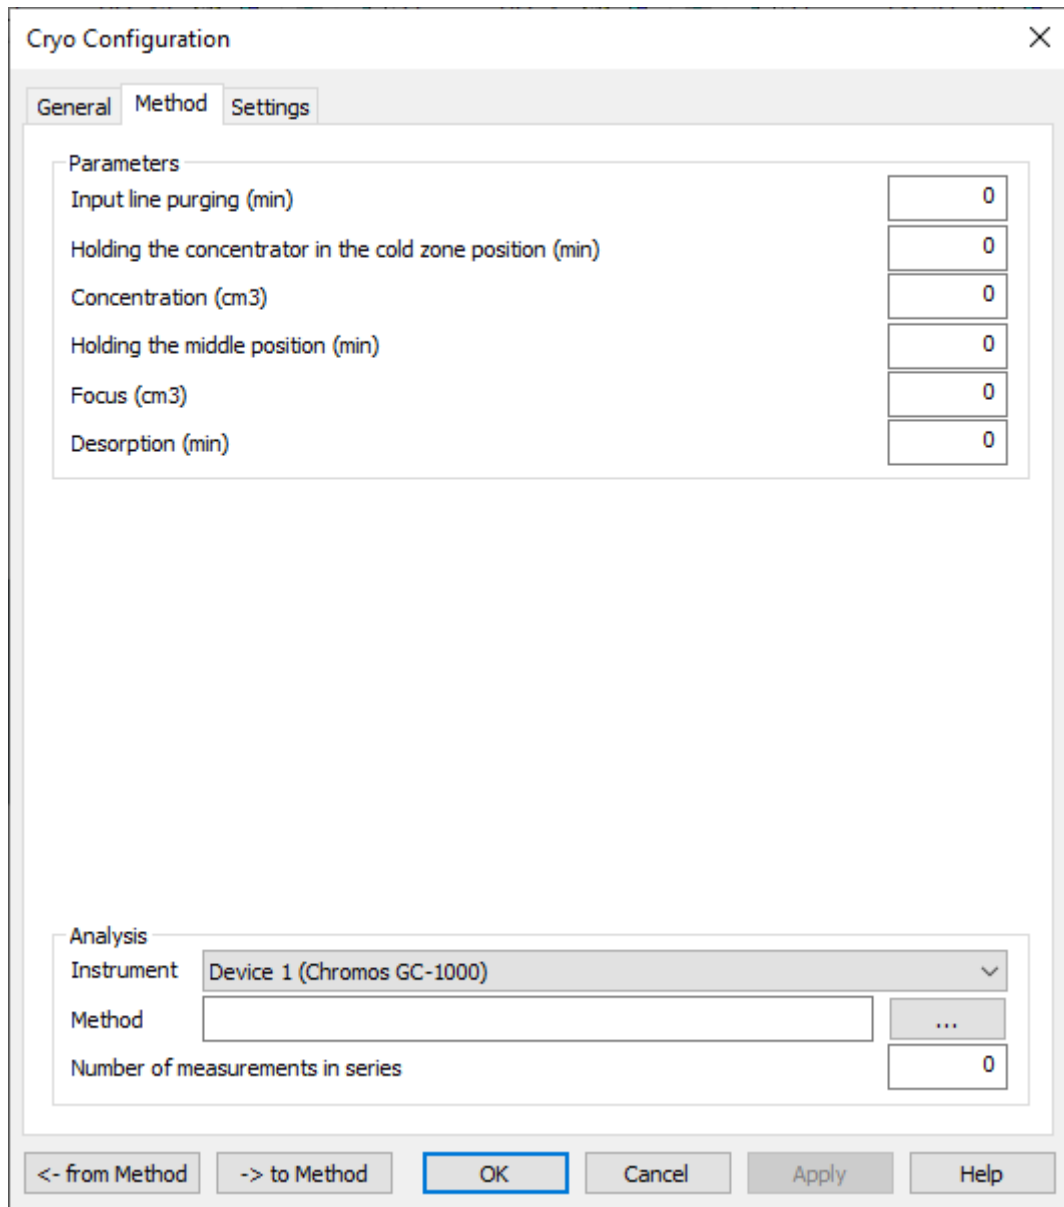 Cryo Configuration
General Method Settings
Parameters
Input line purging (min) 0
Holding the concentrator in the cold zone position (min) 0
Concentration (cm3) 0
Holding the middle position (min) 0
Focus (cm3) 0
Desorption (min) 0
Analysis
Instrument Device 1 (Chromos GC-1000)
Method ...
Number of measurements in series 0
<- from Method -> to Method OK Cancel Apply Help